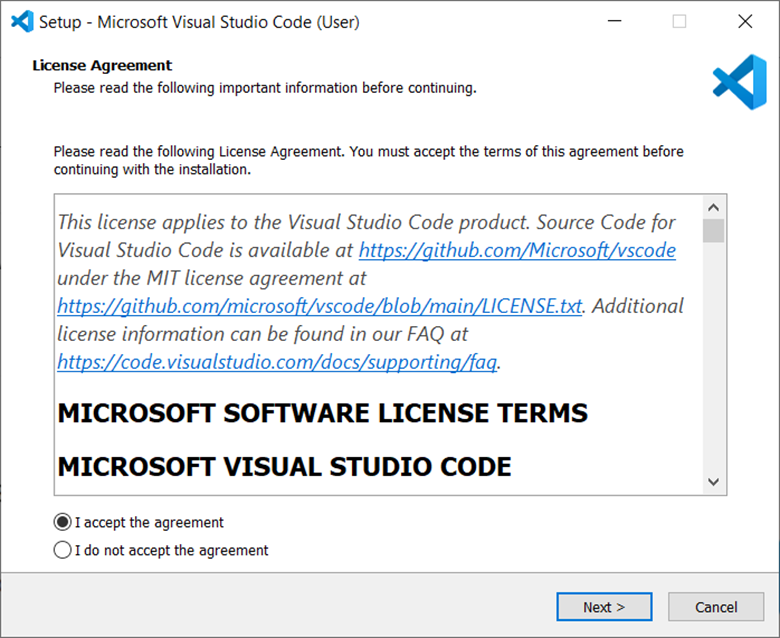 Setup - Microsoft Visual Studio Code (User)
License Agreement
Please read the following important information before continuing.
Please read the following License Agreement. You must accept the terms of this agreement before
continuing with the installation.
This license applies to the Visual Studio Code product. Source Code for
Visual Studio Code is available at https://github.com/Microsoft/vscode
under the MIT license agreement at
https://github.com/microsoft/vscode/blob/main/LICENSE.txt. Additional
license information can be found in our FAQ at
https://code.visualstudio.com/docs/supporting/faq.
MICROSOFT SOFTWARE LICENSE TERMS
MICROSOFT VISUAL STUDIO CODE
I accept the agreement
I do not accept the agreement
Next >
Cancel